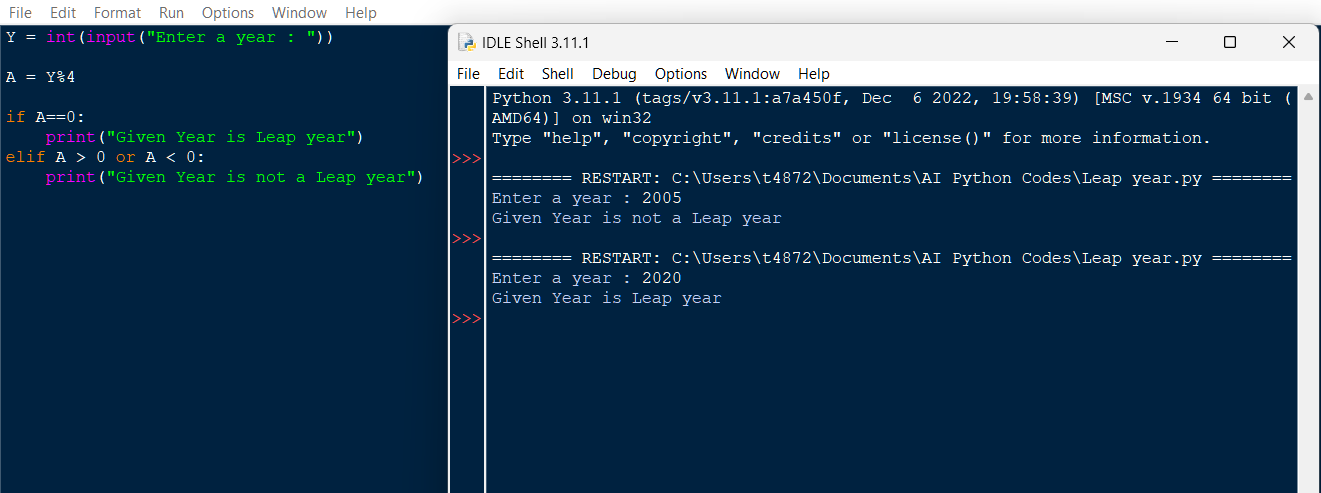 File Edit Format Run Options Window Help
Y = int(input("Enter a year : "))
A = Y%4
if A==0:
    print("Given Year is Leap year")
elif A > 0 or A < 0:
    print("Given Year is not a Leap year")
IDLE Shell 3.11.1
File Edit Shell Debug Options Window Help
Python 3.11.1 (tags/v3.11.1:a7a450f, Dec  6 2022, 19:58:39) [MSC v.1934 64 bit (
AMD64)] on win32
Type "help", "copyright", "credits" or "license()" for more information.
>>>
======== RESTART: C:\Users\t4872\Documents\AI Python Codes\Leap year.py ========
Enter a year : 2005
Given Year is not a Leap year
>>>
======== RESTART: C:\Users\t4872\Documents\AI Python Codes\Leap year.py ========
Enter a year : 2020
Given Year is Leap year
>>>